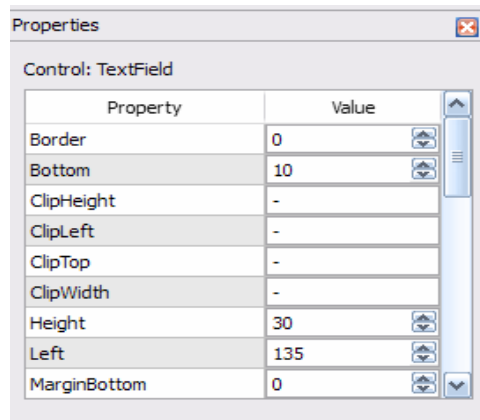 Properties
Control: TextField
Property Value
Border 0
Bottom 10
ClipHeight -
ClipLeft -
ClipTop -
ClipWidth -
Height 30
Left 135
MarginBottom 0